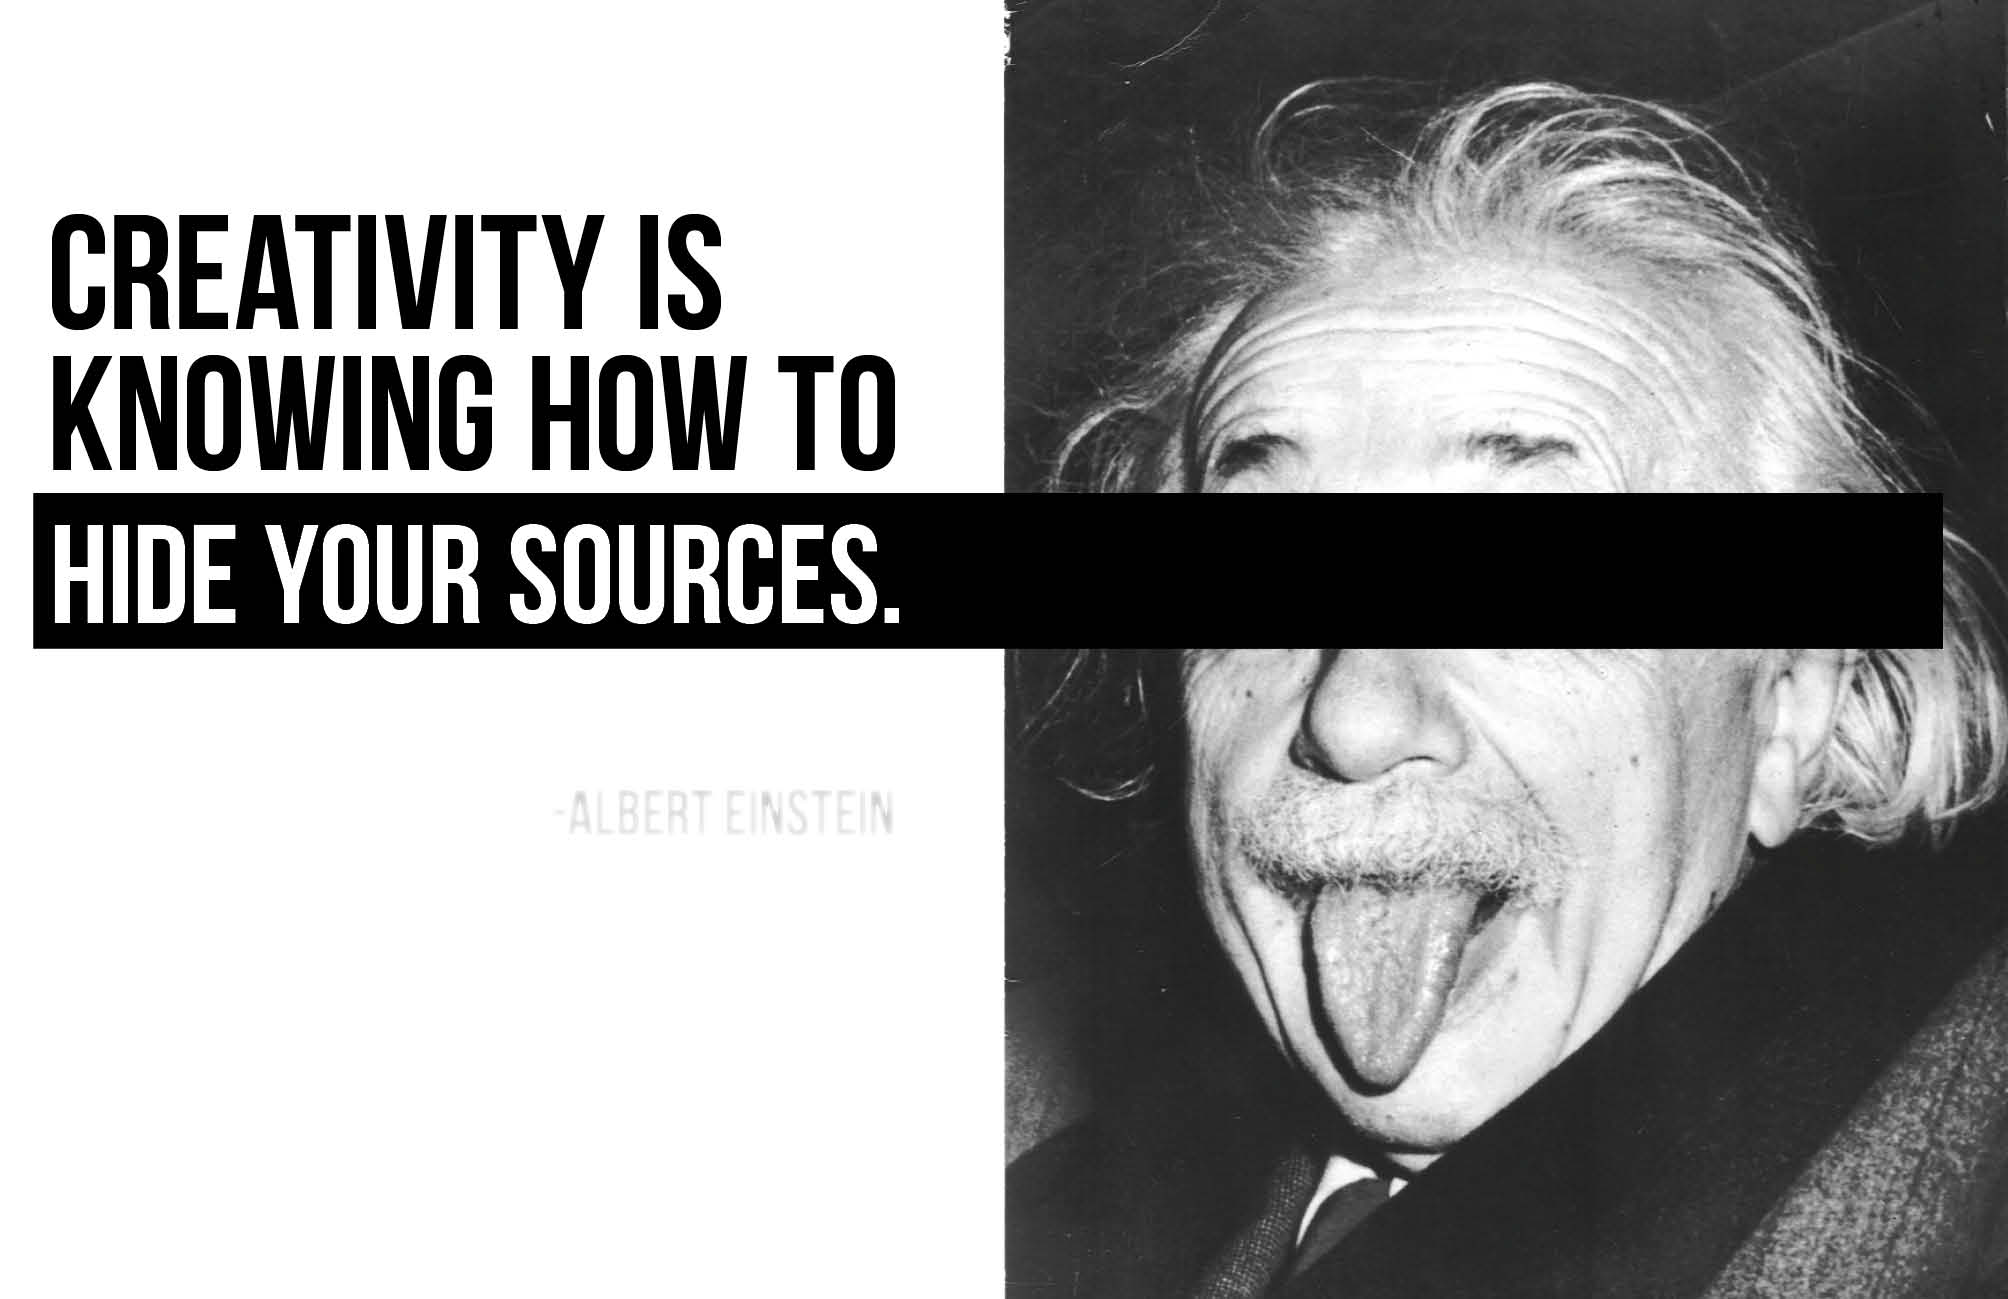 CREATIVITY IS
KNOWING HOW TO
HIDE YOUR SOURCES.
-ALBERT EINSTEIN